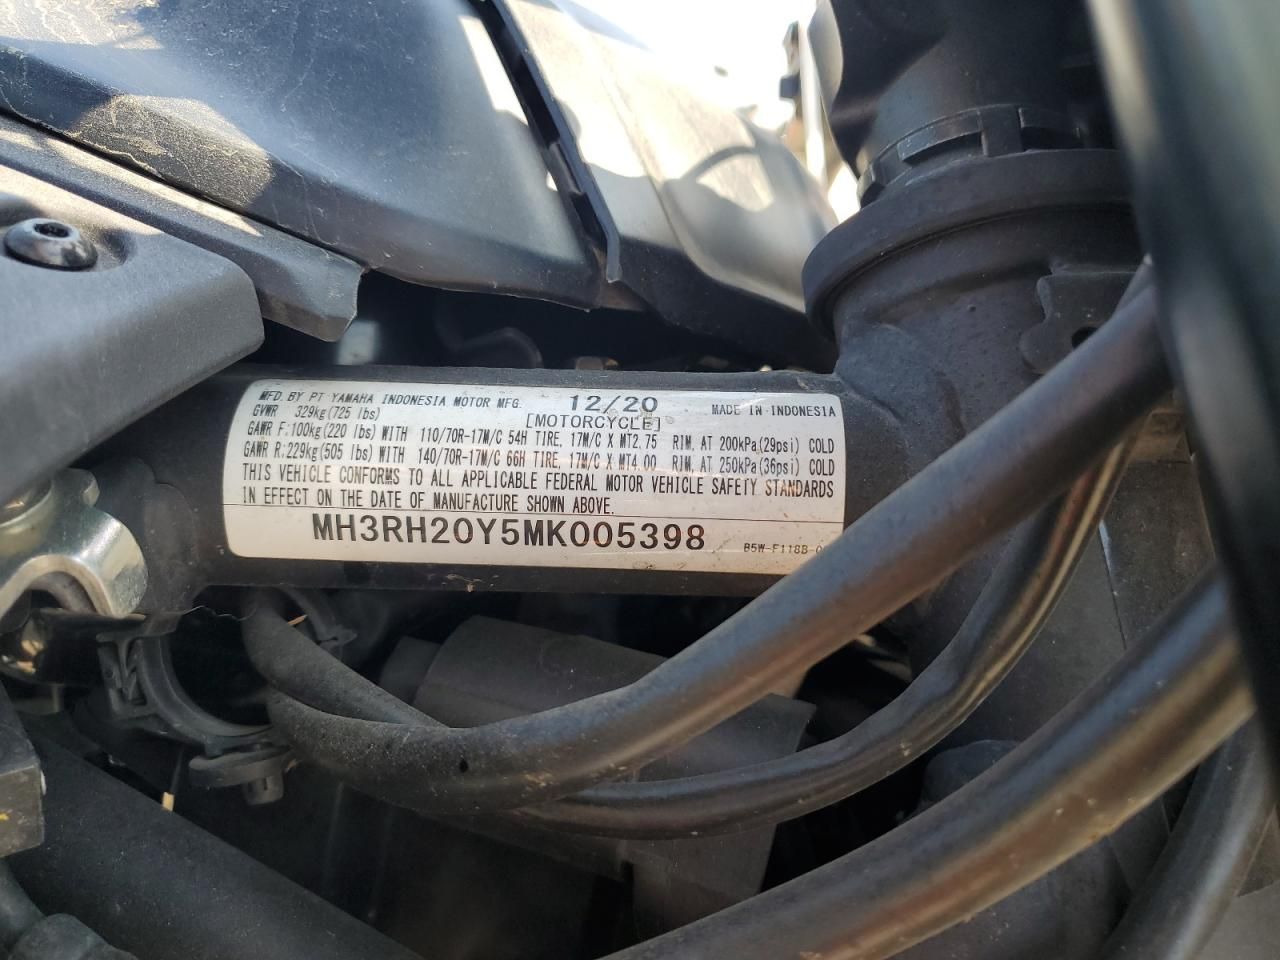 MFD. BY PT YAMAHA INDONESIA MOTOR MFG. 12/20 MADE IN INDONESIA
GVWR 329kg(725 lbs) [MOTORCYCLE]
GAWR F:100kg(220 lbs)WITH 110/70R-17M/C 54H TIRE, 17M/C X MT2.75 RIM, AT 200kPa(29psi) COLD
GAWR R:229kg(505 lbs)WITH 140/70R-17M/C 66H TIRE, 17M/C X MT4.00 RIM, AT 250kPa(36psi) COLD
THIS VEHICLE CONFORMS TO ALL APPLICABLE FEDERAL MOTOR VEHICLE SAFETY STANDARDS
IN EFFECT ON THE DATE OF MANUFACTURE SHOWN ABOVE.
MH3RH20Y5MK005398